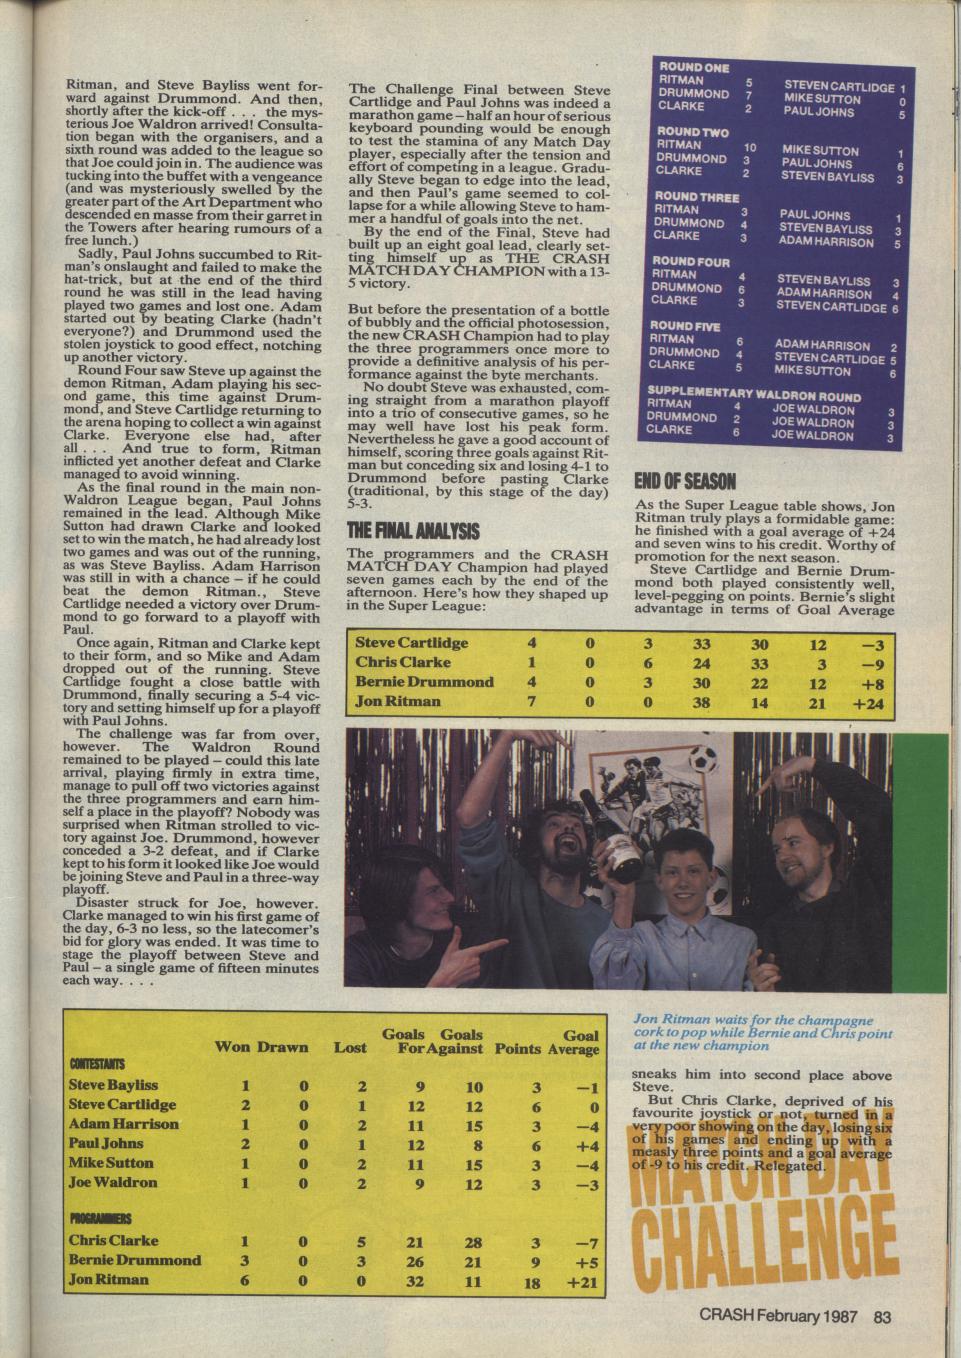 Ritman, and Steve Bayliss went for-
ward against Drummond. And then,
shortly after the kick-off . . . the mys-
terious Joe Waldron arrived! Consulta-
tion began with the organisers, and a
sixth round was added to the league so
that Joe could join in. The audience was
tucking into the buffet with a vengeance
(and was mysteriously swelled by the
greater part of the Art Department who
descended en masse from their garret in
the Towers after hearing rumours of a
free lunch.)
Sadly, Paul Johns succumbed to Rit-
man's onslaught and failed to make the
hat-trick, but at the end of the third
round he was still in the lead having
played two games and lost one. Adam
started out by beating Clarke (hadn't
everyone?) and Drummond used the
stolen joystick to good effect, notching
up another victory.
Round Four saw Steve up against the
demon Ritman, Adam playing his sec-
ond game, this time against Drum-
mond, and Steve Cartlidge returning to
the arena hoping to collect a win against
Clarke. Everyone else had, after
all . . . And true to form, Ritman
inflicted yet another defeat and Clarke
managed to avoid winning.
As the final round in the main non-
Waldron League began, Paul Johns
remained in the lead. Although Mike
Sutton had drawn Clarke and looked
set to win the match, he had already lost
two games and was out of the running,
as was Steve Bayliss. Adam Harrison
was still in with a chance – if he could
beat the demon Ritman., Steve
Cartlidge needed a victory over Drum-
mond to go forward to a playoff with
Paul.
Once again, Ritman and Clarke kept
to their form, and so Mike and Adam
dropped out of the running. Steve
Cartlidge fought a close battle with
Drummond, finally securing a 5-4 vic-
tory and setting himself up for a playoff
with Paul Johns.
The challenge was far from over,
however. The Waldron Round
remained to be played – could this late
arrival, playing firmly in extra time,
manage to pull off two victories against
the three programmers and earn him-
self a place in the playoff? Nobody was
surprised when Ritman strolled to vic-
tory against Joe. Drummond, however
conceded a 3-2 defeat, and if Clarke
kept to his form it looked like Joe would
be joining Steve and Paul in a three-way
playoff.
Disaster struck for Joe, however.
Clarke managed to win his first game of
the day, 6-3 no less, so the latecomer's
bid for glory was ended. It was time to
stage the playoff between Steve and
Paul – a single game of fifteen minutes
each way. . . .
The Challenge Final between Steve
Cartlidge and Paul Johns was indeed a
marathon game – half an hour of serious
keyboard pounding would be enough
to test the stamina of any Match Day
player, especially after the tension and
effort of competing in a league. Gradu-
ally Steve began to edge into the lead,
and then Paul's game seemed to col-
lapse for a while allowing Steve to ham-
mer a handful of goals into the net.
By the end of the Final, Steve had
built up an eight goal lead, clearly set-
ting himself up as THE CRASH
MATCH DAY CHAMPION with a 13-
5 victory.
But before the presentation of a bottle
of bubbly and the official photosession,
the new CRASH Champion had to play
the three programmers once more to
provide a definitive analysis of his per-
formance against the byte merchants.
No doubt Steve was exhausted, com-
ing straight from a marathon playoff
into a trio of consecutive games, so he
may well have lost his peak form.
Nevertheless he gave a good account of
himself, scoring three goals against Rit-
man but conceding six and losing 4-1 to
Drummond before pasting Clarke
(traditional, by this stage of the day)
5-3.
THE FINAL ANALYSIS
The programmers and the CRASH
MATCH DAY Champion had played
seven games each by the end of the
afternoon. Here's how they shaped up
in the Super League:
ROUND ONE
RITMAN 5 STEVEN CARTLIDGE 1
DRUMMOND 7 MIKE SUTTON 0
CLARKE 2 PAUL JOHNS 5
ROUND TWO
RITMAN 10 MIKE SUTTON 1
DRUMMOND 3 PAUL JOHNS 6
CLARKE 2 STEVEN BAYLISS 3
ROUND THREE
RITMAN 3 PAUL JOHNS 1
DRUMMOND 4 STEVEN BAYLISS 3
CLARKE 3 ADAM HARRISON 5
ROUND FOUR
RITMAN 4 STEVEN BAYLISS 3
DRUMMOND 6 ADAM HARRISON 4
CLARKE 3 STEVEN CARTLIDGE 6
ROUND FIVE
RITMAN 6 ADAM HARRISON 2
DRUMMOND 4 STEVEN CARTLIDGE 5
CLARKE 5 MIKE SUTTON 6
SUPPLEMENTARY WALDRON ROUND
RITMAN 4 JOE WALDRON 3
DRUMMOND 2 JOE WALDRON 3
CLARKE 6 JOE WALDRON 3
END OF SEASON
As the Super League table shows, Jon
Ritman truly plays a formidable game:
he finished with a goal average of +24
and seven wins to his credit. Worthy of
promotion for the next season.
Steve Cartlidge and Bernie Drum-
mond both played consistently well,
level-pegging on points. Bernie's slight
advantage in terms of Goal Average
Steve Cartlidge 4 0 3 33 30 12 –3
Chris Clarke 1 0 6 24 33 3 –9
Bernie Drummond 4 0 3 30 22 12 +8
Jon Ritman 7 0 0 38 14 21 +24
Jon Ritman waits for the champagne
cork to pop while Bernie and Chris point
at the new champion
sneaks him into second place above
Steve.
But Chris Clarke, deprived of his
favourite joystick or not, turned in a
very poor showing on the day, losing six
of his games and ending up with a
measly three points and a goal average
of -9 to his credit. Relegated.
MATCH DAY
CHALLENGE
Goals Goals Goal
Won Drawn Lost For Against Points Average
CONTESTANTS
Steve Bayliss 1 0 2 9 10 3 –1
Steve Cartlidge 2 0 1 12 12 6 0
Adam Harrison 1 0 2 11 15 3 –4
Paul Johns 2 0 1 12 8 6 +4
Mike Sutton 1 0 2 11 15 3 –4
Joe Waldron 1 0 2 9 12 3 –3
PROGRAMMERS
Chris Clarke 1 0 5 21 28 3 –7
Bernie Drummond 3 0 3 26 21 9 +5
Jon Ritman 6 0 0 32 11 18 +21
CRASH February 1987 83